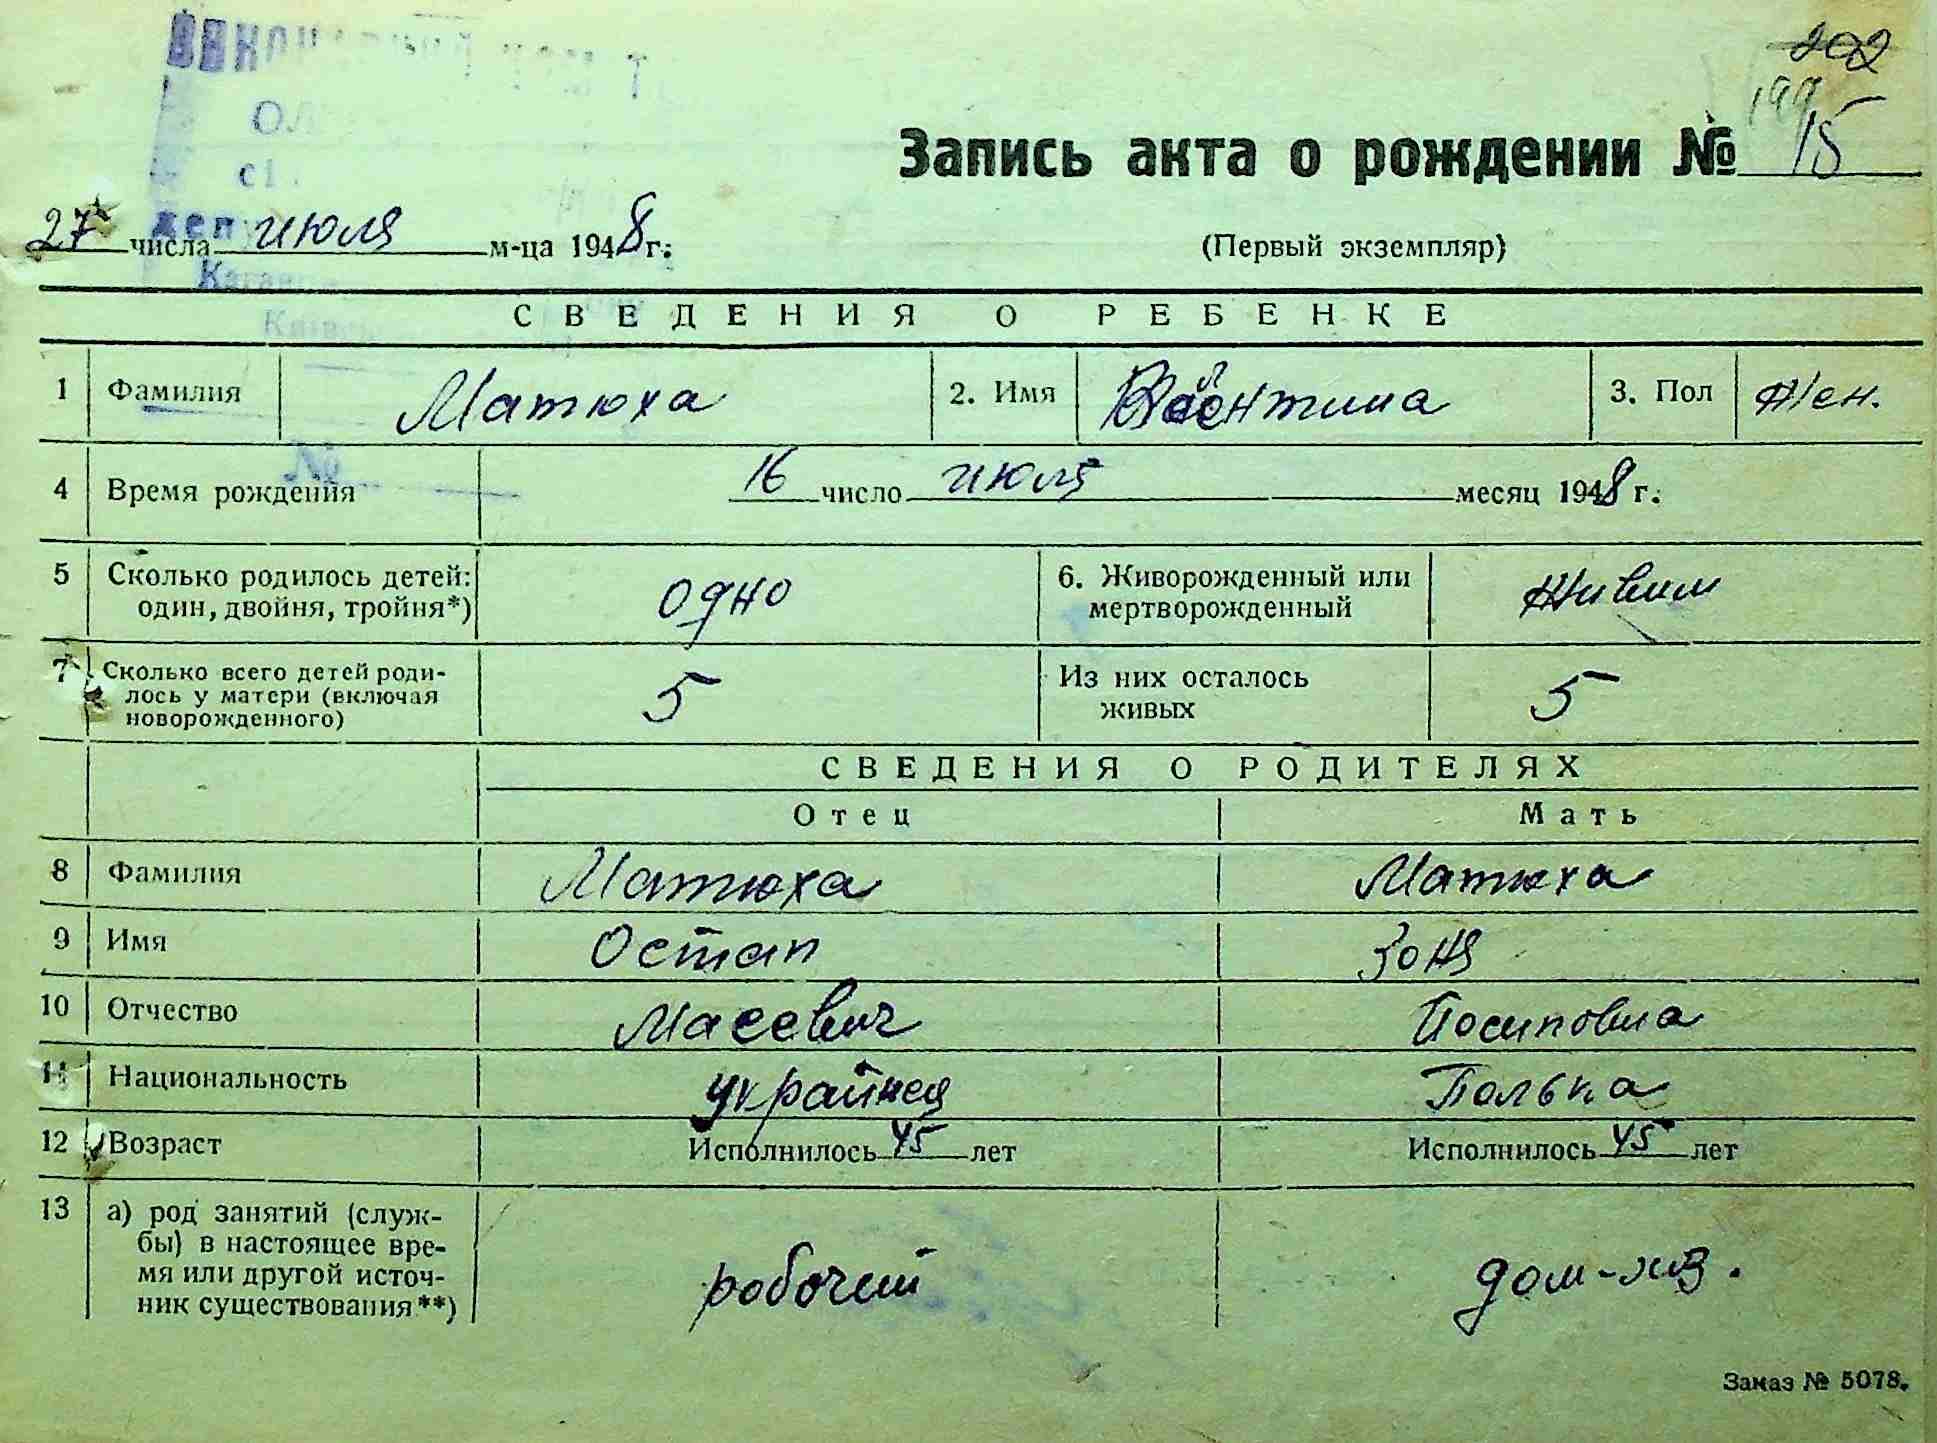 202
199
Запись акта о рождении № 15
27 числа июля м-ца 1948 г.
(Первый экземпляр)
СВЕДЕНИЯ О РЕБЕНКЕ
1 Фамилия Матюха 2. Имя 3. Пол Жен.
4 Время рождения 16 число июля месяц 1948 г.
5 Сколько родилось детей: один, двойня, тройня*) одно 6. Живорожденный или мертворожденный Живим
7 Сколько всего детей родилось у матери (включая новорожденного) 5 Из них осталось живых 5
СВЕДЕНИЯ О РОДИТЕЛЯХ
Отец Мать
8 Фамилия Матюха Матюха
9 Имя Остап Зоня
10 Отчество Масевич Йосиповна
11 Национальность украйнец Полька
12 Возраст Исполнилось 45 лет Исполнилось 45 лет
13 а) род занятий (службы) в настоящее время или другой источник существования**) робочий дом-хоз.
Заказ № 5078.